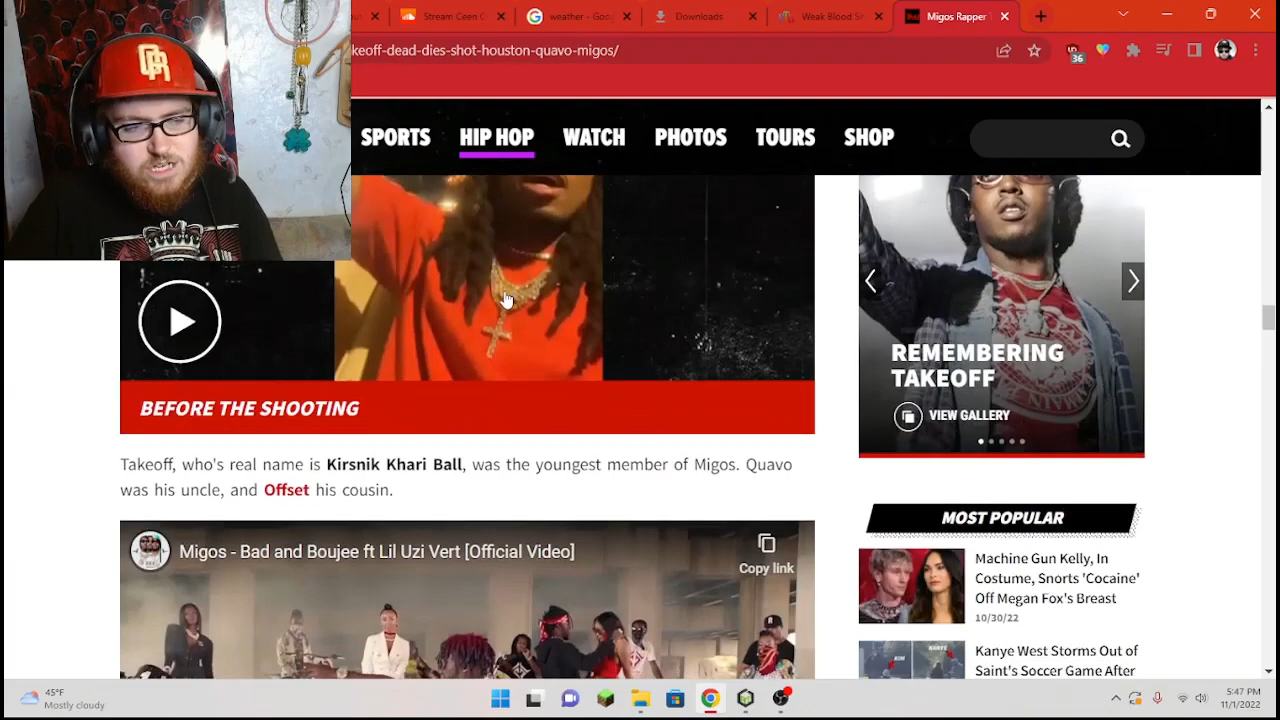 Stream Ceen C
weather - Goo
Downloads
Weak Blood S
Migos Rapper
keoff-dead-dies-shot-houston-quavo-migos/
36
SPORTS HIP HOP WATCH PHOTOS TOURS SHOP
REMEMBERING
TAKEOFF
VIEW GALLERY
BEFORE THE SHOOTING
Takeoff, who's real name is Kirsnik Khari Ball, was the youngest member of Migos. Quavo
was his uncle, and Offset his cousin.
Migos - Bad and Boujee ft Lil Uzi Vert [Official Video]
Copy link
MOST POPULAR
Machine Gun Kelly, In
Costume, Snorts 'Cocaine'
Off Megan Fox's Breast
10/30/22
Kanye West Storms Out of
Saint's Soccer Game After
45°F
Mostly cloudy
5:47 PM
11/1/2022